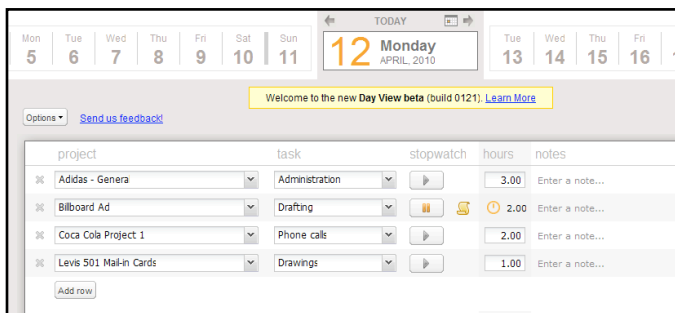 TODAY
Mon Tue Wed Thu Fri Sat Sun Tue Wed Thu Fri
5 6 7 8 9 10 11 12 Monday 13 14 15 16
APRIL, 2010
Welcome to the new Day View beta (build 0121). Learn More
Options Send us feedback!
project task stopwatch hours notes
Adidas - Genera Administration 3.00 Enter a note...
Billboard Ad Drafting 2.00 Enter a note...
Coca Cola Project 1 Phone calls 2.00 Enter a note...
Levis 501 Mail-in Cards Drawings 1.00 Enter a note...
Add row